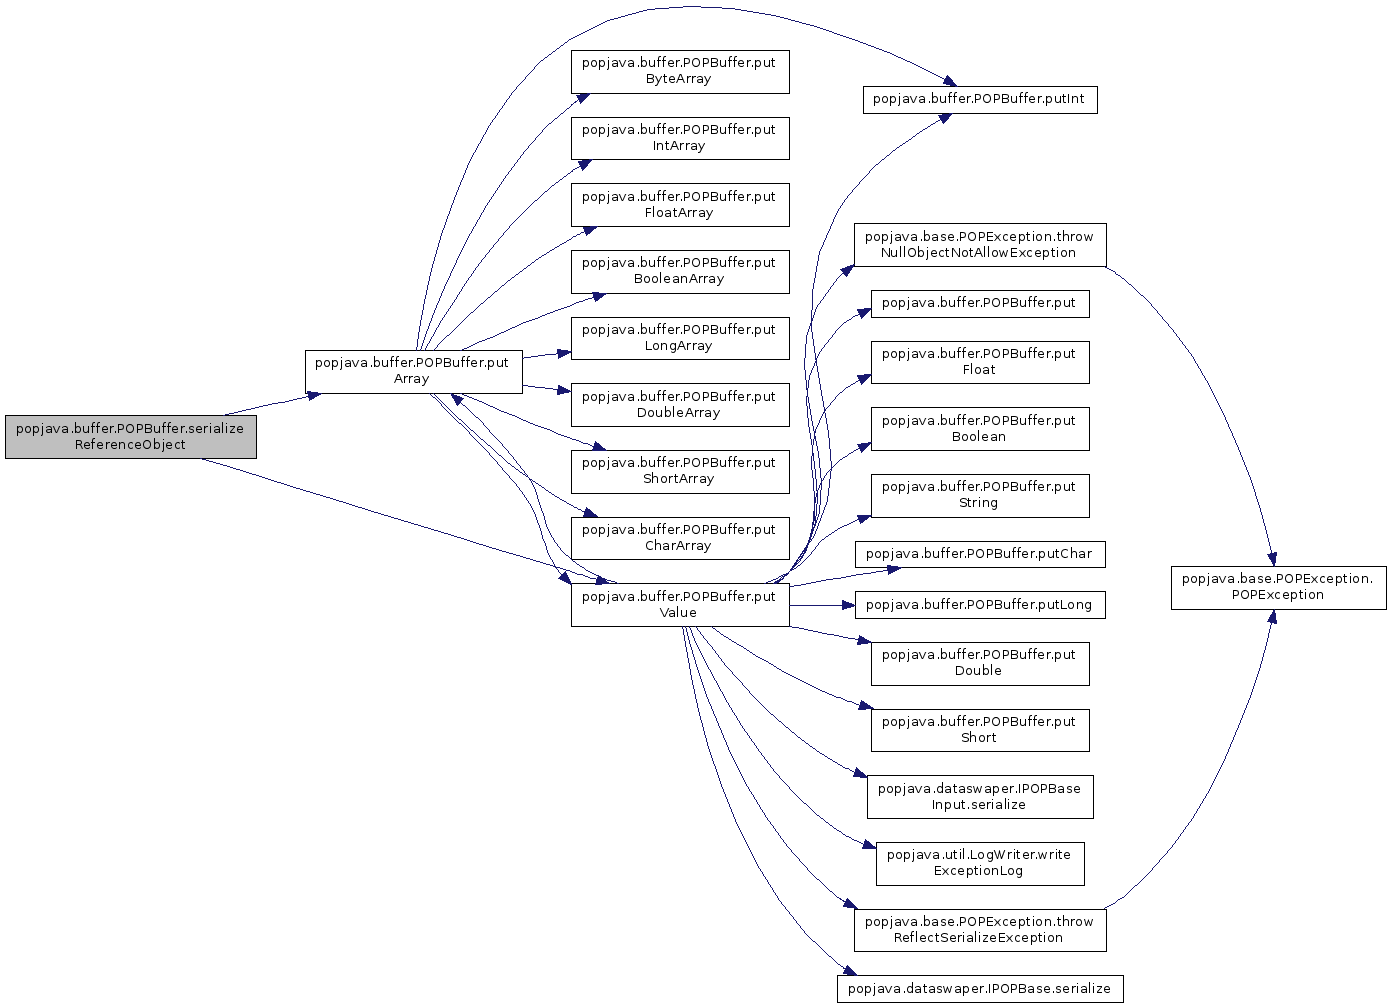 popjava.buffer.POPBuffer.serialize
ReferenceObject
popjava.buffer.POPBuffer.put
Array
popjava.buffer.POPBuffer.put
ByteArray
popjava.buffer.POPBuffer.put
IntArray
popjava.buffer.POPBuffer.put
FloatArray
popjava.buffer.POPBuffer.put
BooleanArray
popjava.buffer.POPBuffer.put
LongArray
popjava.buffer.POPBuffer.put
DoubleArray
popjava.buffer.POPBuffer.put
ShortArray
popjava.buffer.POPBuffer.put
CharArray
popjava.buffer.POPBuffer.put
Value
popjava.buffer.POPBuffer.putInt
popjava.base.POPException.throw
NullObjectNotAllowException
popjava.buffer.POPBuffer.put
popjava.buffer.POPBuffer.put
Float
popjava.buffer.POPBuffer.put
Boolean
popjava.buffer.POPBuffer.put
String
popjava.buffer.POPBuffer.putChar
popjava.buffer.POPBuffer.putLong
popjava.buffer.POPBuffer.put
Double
popjava.buffer.POPBuffer.put
Short
popjava.dataswaper.IPOPBase
Input.serialize
popjava.util.LogWriter.write
ExceptionLog
popjava.base.POPException.throw
ReflectSerializeException
popjava.dataswaper.IPOPBase.serialize
popjava.base.POPException.
POPException